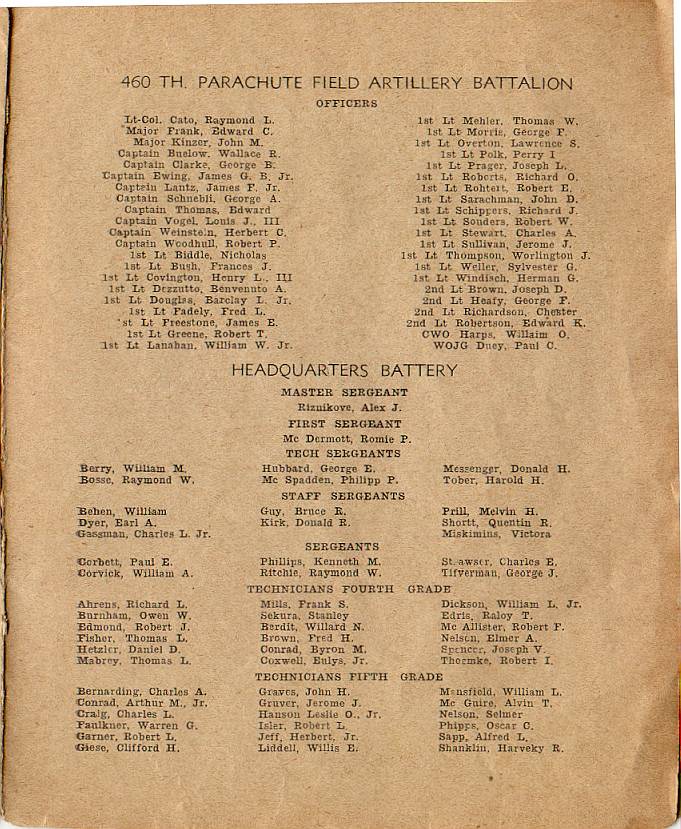 460 TH. PARACHUTE FIELD ARTILLERY BATTALION
OFFICERS
Lt-Col. Cato, Raymond L.
Major Frank, Edward C.
Major Kinzer, John M.
Captain Buelow, Wallace R.
Captain Clarke, George B.
Captain Ewing, James G. B. Jr.
Captain Lantz, James F. Jr.
Captain Schnebli, George A.
Captain Thomas, Edward
Captain Vogel, Louis J., III
Captain Weinstein, Herbert C.
Captain Woodhull, Robert P.
1st Lt Biddle, Nicholas
1st Lt Bush, Frances J.
1st Lt Covington, Henry L., III
1st Lt Dezzutto, Benvenuto A.
1st Lt Douglas, Barclay L. Jr.
1st Lt Fadely, Fred L.
st Lt Freestone, James E.
1st Lt Greene, Robert T.
1st Lt Lanahan, William W. Jr.
1st Lt Mehler, Thomas W.
1st Lt Morris, George F.
1st Lt Overton, Lawrence S.
1st Lt Polk, Perry I
1st Lt Prager, Joseph L.
1st Lt Roberts, Richard O.
1st Lt Rohteit, Robert E.
1st Lt Sarachman, John D.
1st Lt Schippers, Richard J.
1st Lt Souders, Robert W.
1st Lt Stewart, Charles A.
1st Lt Sullivan, Jerome J.
1st Lt Thompson, Worlington J.
1st Lt Weller, Sylvester G.
1st Lt Windisch, Herman G.
2nd Lt Brown, Joseph D.
2nd Lt Heafy, George F.
2nd Lt Richardson, Chester
2nd Lt Robertson, Edward K.
CWO Harps, Willaim O.
WOJG Duey, Paul C.
HEADQUARTERS BATTERY
MASTER SERGEANT
Riznikove, Alex J.
FIRST SERGEANT
Mc Dermott, Romie P.
TECH SERGEANTS
Berry, William M. Hubbard, George E. Messenger, Donald H.
Bosse, Raymond W. Mc Spadden, Philipp P. Tober, Harold H.
STAFF SERGEANTS
Behen, William Guy, Bruce R. Prill, Melvin H.
Dyer, Earl A. Kirk, Donald R. Shortt, Quentin R.
Gassman, Charles L. Jr. Miskimins, Victora
SERGEANTS
Corbett, Paul E. Phillips, Kenneth M. Charles E,
Corvick, William A. Ritchie, Raymond W. Tifverman, George J.
TECHNICIANS FOURTH GRADE
Ahrens, Richard L. Mills, Frank S. Dickson, William L. Jr.
Burnham, Owen W. Sekura, Stanley Edris, Raloy T.
Edmond, Robert J. Berdit, Willard N. Mc Allister, Robert F.
Fisher, Thomas L. Brown, Fred H. Nelsen, Elmer A.
Hetzler, Daniel D. Conrad, Byron M. Spencer, Joseph V.
Mabrey, Thomas L. Coxwell, Eulys, Jr. Thoemke, Robert I.
TECHNICIANS FIFTH GRADE
Bernarding, Charles A. Graves, John H. Mansfield, William L.
Conrad, Arthur M., Jr. Gruver, Jerome J. Mc Guire, Alvin T.
Craig, Charles L. Hanson Leslie O., Jr. Nelson, Selmer
Faulkner, Warren G. Isler, Robert L. Phipps, Oscar C.
Garner, Robert L. Jeff, Herbert, Jr. Sapp, Alfred L.
Giese, Clifford H. Liddell, Willis E. Shanklin, Harveky R.